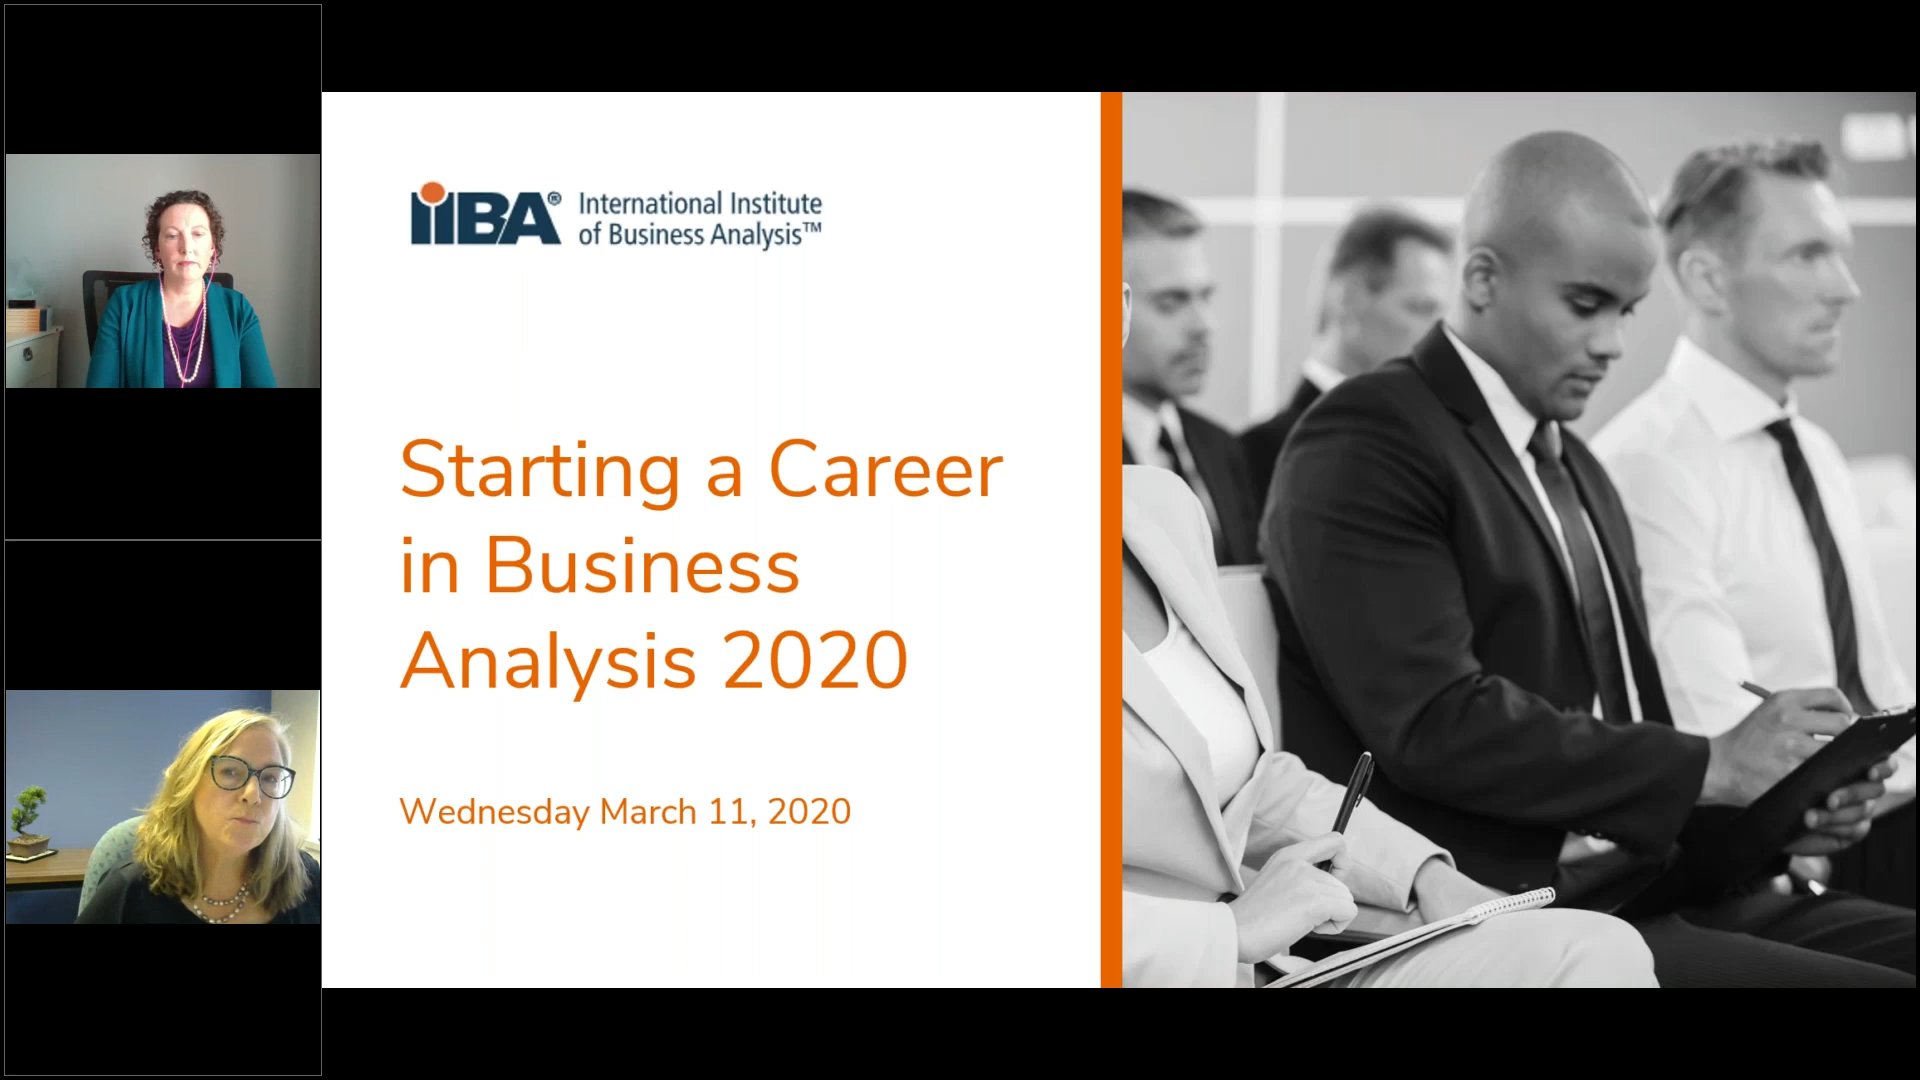 IIBA® International Institute
of Business Analysis™
Starting a Career
in Business
Analysis 2020
Wednesday March 11, 2020